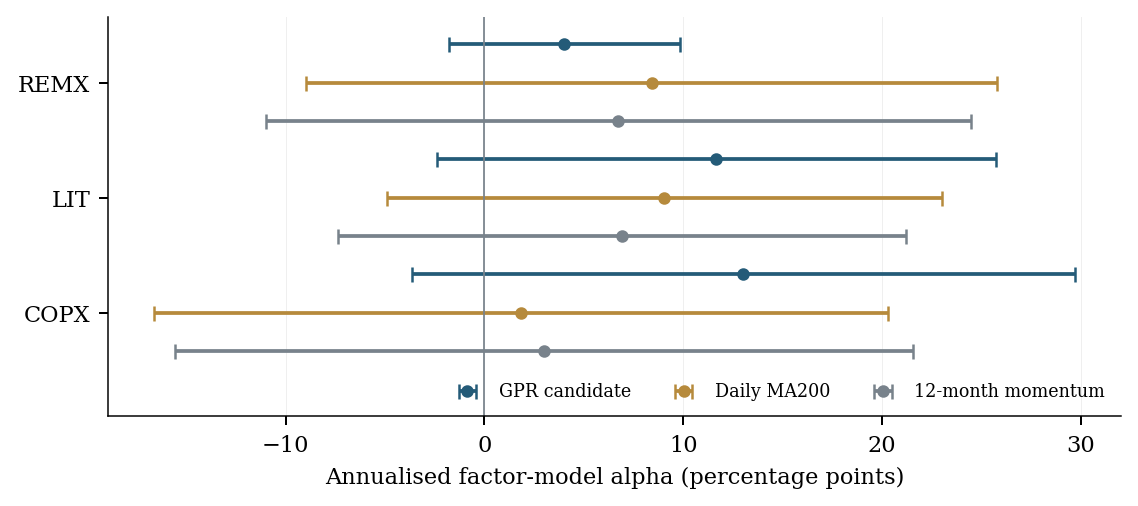 REMX
LIT
COPX
GPR candidate Daily MA200 12-month momentum
−10 0 10 20 30
Annualised factor-model alpha (percentage points)